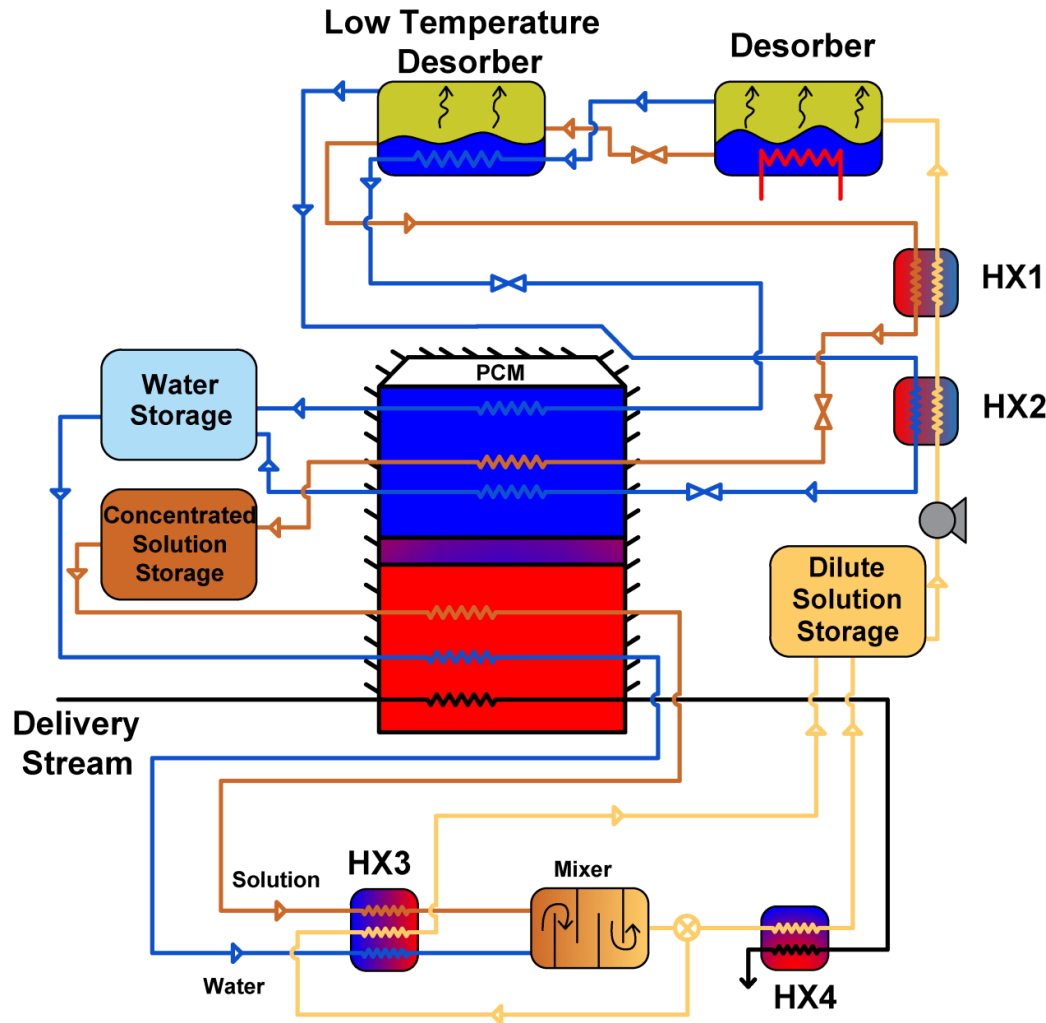 Low Temperature
Desorber
Desorber
HX1
PCM
HX2
Water
Storage
Concentrated
Solution
Storage
Dilute
Solution
Storage
Delivery
Stream
HX3
Mixer
Solution
Water
HX4